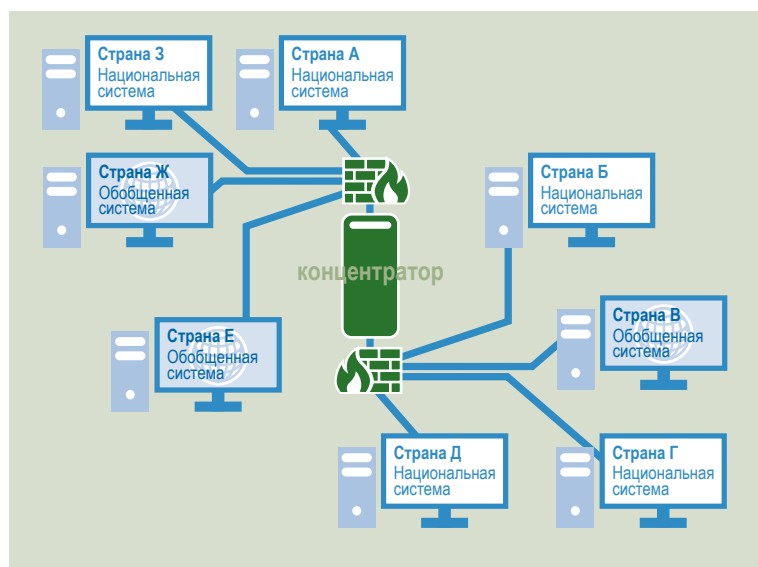 Страна З
Национальная
система
Страна А
Национальная
система
Страна Ж
Обобщенная
система
Страна Б
Национальная
система
концентратор
Страна Е
Обобщенная
система
Страна В
Обобщенная
система
Страна Д
Национальная
система
Страна Г
Национальная
система